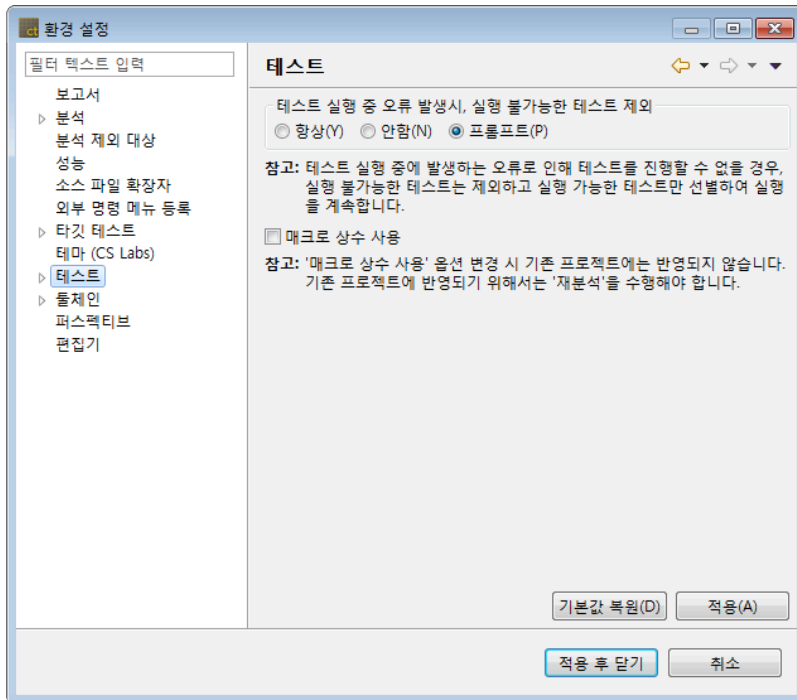 ct 환경 설정
필터 텍스트 입력
보고서
분석
분석 제외 대상
성능
소스 파일 확장자
외부 명령 메뉴 등록
타깃 테스트
테마 (CS Labs)
테스트
툴체인
퍼스펙티브
편집기
테스트
테스트 실행 중 오류 발생시, 실행 불가능한 테스트 제외
항상(Y) 안함(N) 프롬프트(P)
참고: 테스트 실행 중에 발생하는 오류로 인해 테스트를 진행할 수 없을 경우,
실행 불가능한 테스트는 제외하고 실행 가능한 테스트만 선별하여 실행
을 계속합니다.
매크로 상수 사용
참고: '매크로 상수 사용' 옵션 변경 시 기존 프로젝트에는 반영되지 않습니다.
기존 프로젝트에 반영되기 위해서는 '재분석'을 수행해야 합니다.
기본값 복원(D) 적용(A)
적용 후 닫기 취소